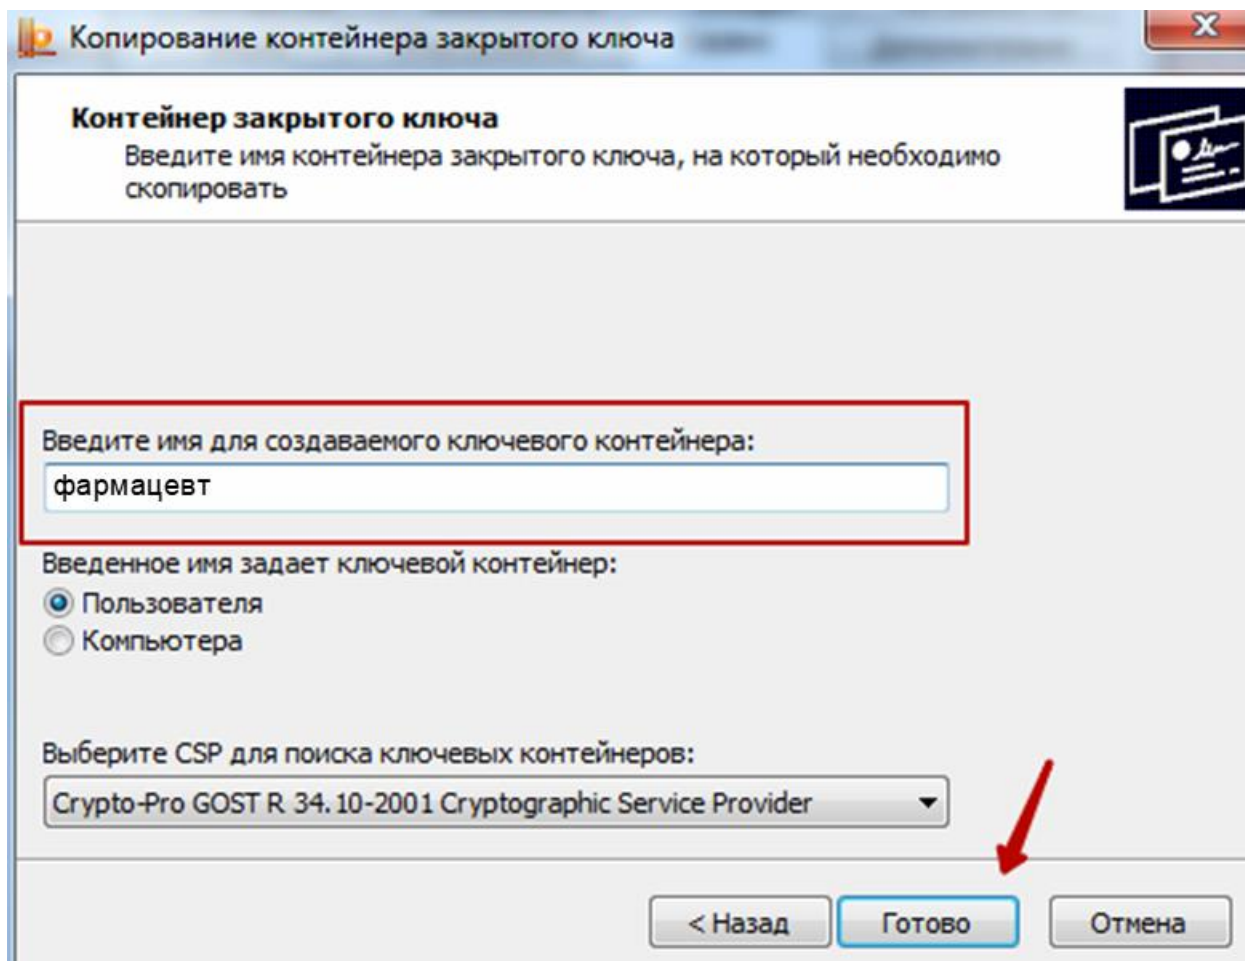 Копирование контейнера закрытого ключа
Контейнер закрытого ключа
Введите имя контейнера закрытого ключа, на который необходимо
скопировать
Введите имя для создаваемого ключевого контейнера:
фармацевт
Введенное имя задает ключевой контейнер:
Пользователя
Компьютера
Выберите CSP для поиска ключевых контейнеров:
Crypto-Pro GOST R 34.10-2001 Cryptographic Service Provider
< Назад
Готово
Отмена